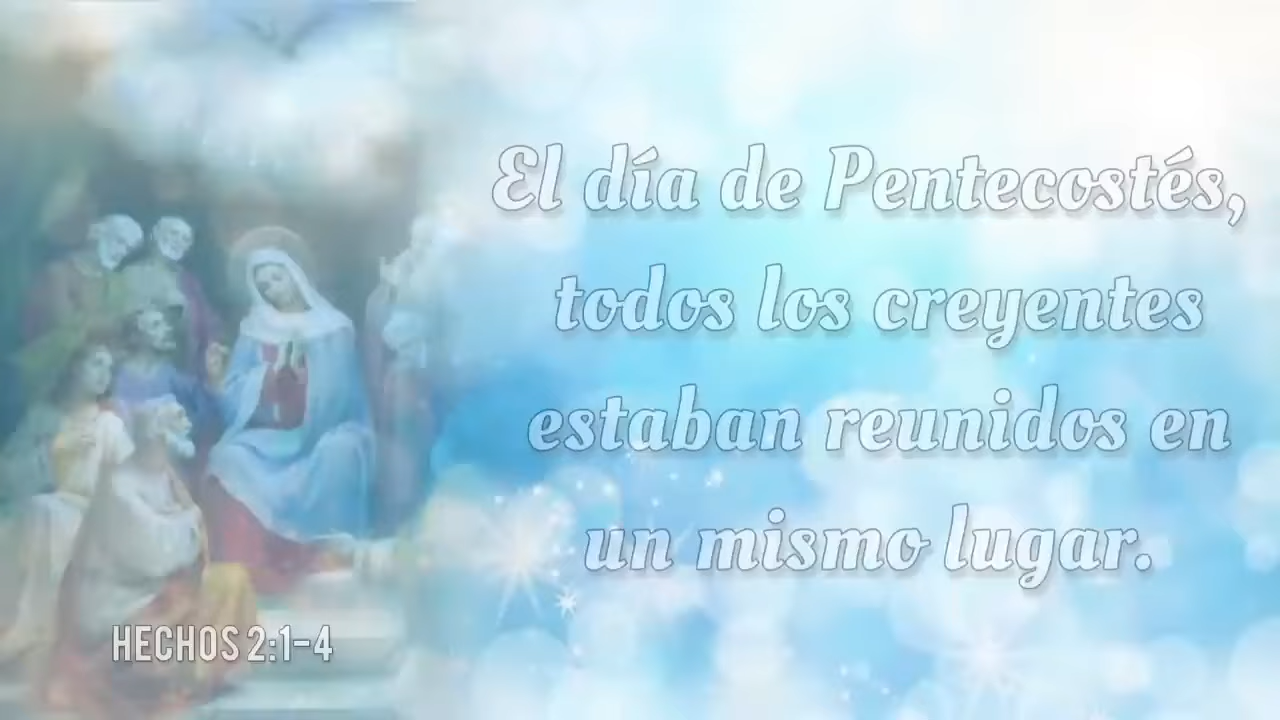 El día de Pentecostés,
todos los creyentes
estaban reunidos en
un mismo lugar.
HECHOS 2:1-4